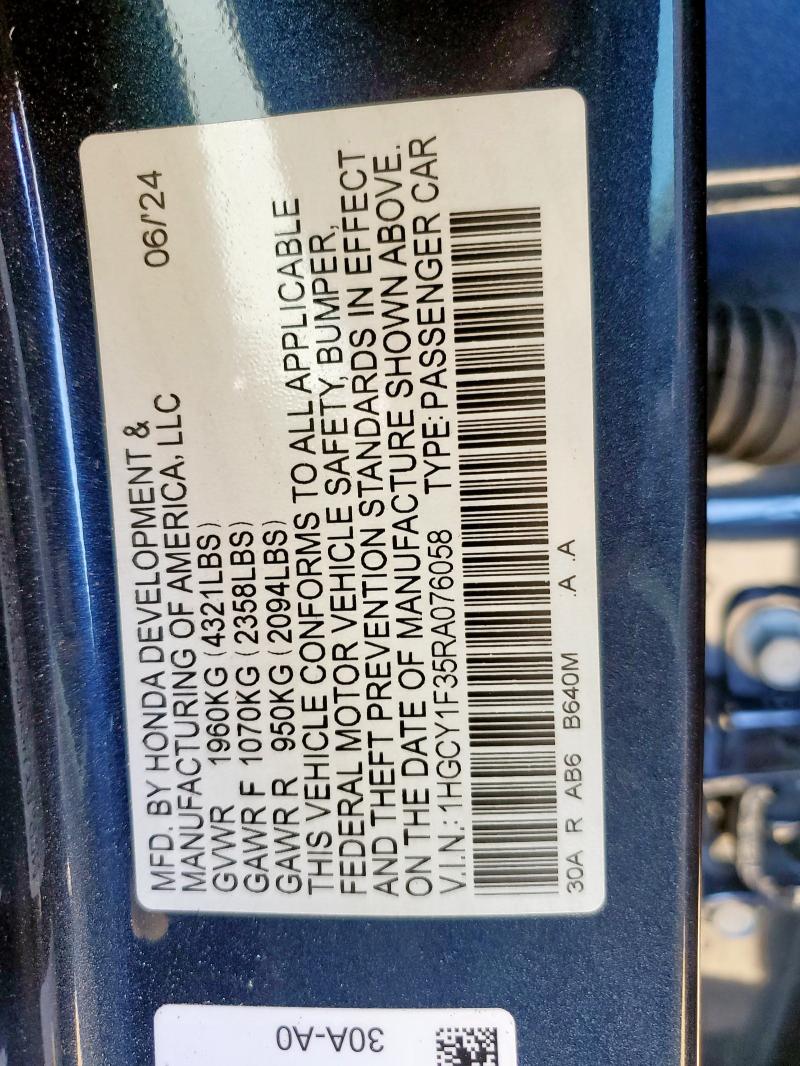 MFD. BY HONDA DEVELOPMENT &
MANUFACTURING OF AMERICA, LLC 06/'24
GVWR 1960KG (4321LBS)
GAWR F 1070KG (2358LBS)
GAWR R 950KG (2094LBS)
THIS VEHICLE CONFORMS TO ALL APPLICABLE
FEDERAL MOTOR VEHICLE SAFETY, BUMPER,
AND THEFT PREVENTION STANDARDS IN EFFECT
ON THE DATE OF MANUFACTURE SHOWN ABOVE.
V.I.N.: 1HGCY1F35RA076058 TYPE: PASSENGER CAR
30A R AB6 B640M .A .A
30A-A0